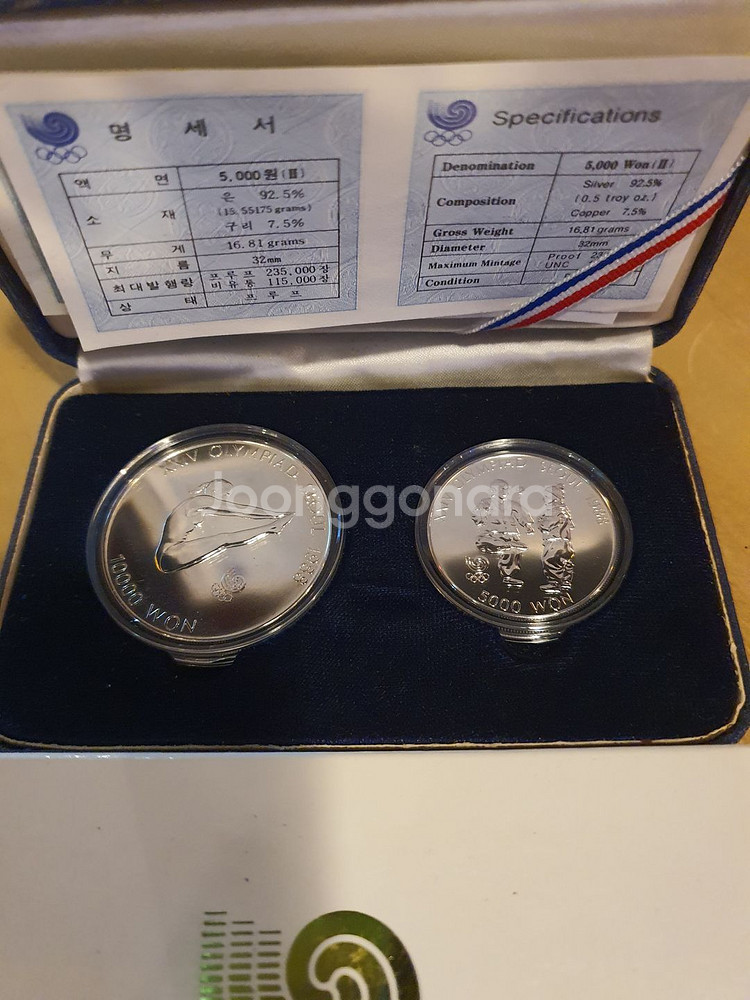 명 세 서
액 면 5,000원(Ⅱ)
소 재 은 92.5%
(15.55175 grams)
구리 7.5%
무 게 16.81 grams
지 름 32mm
최대발행량 프루프 235,000장
비유통 115,000장
상 태 프 루 프
Specifications
Denomination 5,000 Won(Ⅱ)
Composition Silver 92.5%
(0.5 troy oz.)
Copper 7.5%
Gross Weight 16.81 grams
Diameter 32mm
Maximum Mintage Proof
UNC
Condition
OLYMPIAD 1988
10000 WON
SEOUL
5000 WON
Joonggonara